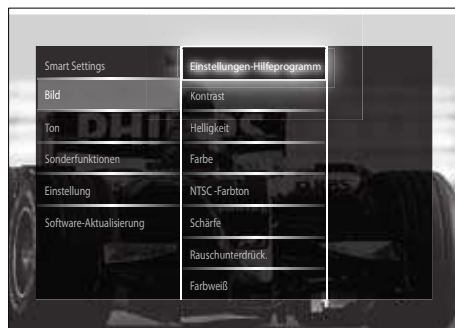 Smart Settings
Bild
Ton
Sonderfunktionen
Einstellung
Software-Aktualisierung
Einstellungen-Hilfeprogramm
Kontrast
Helligkeit
Farbe
NTSC-Farbton
Schärfe
Rauschunterdrück.
Farbweiß